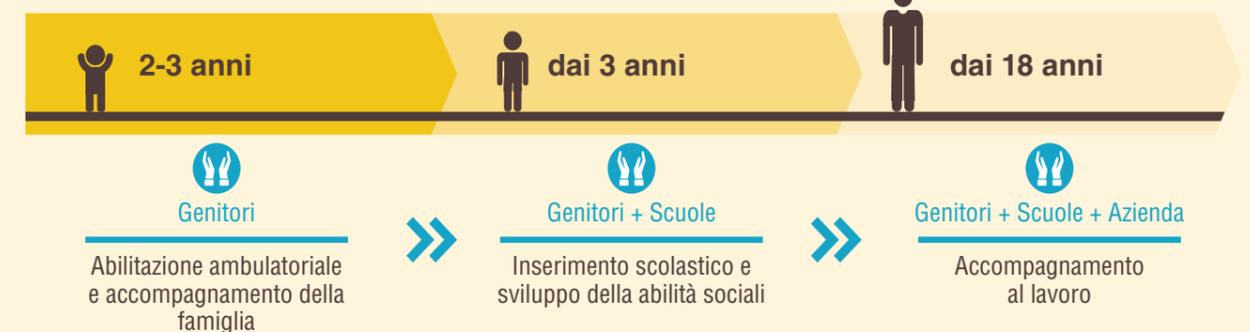 2-3 anni
dai 3 anni
dai 18 anni
Genitori
Abilitazione ambulatoriale
e accompagnamento della
famiglia
Genitori + Scuole
Inserimento scolastico e
sviluppo della abilità sociali
Genitori + Scuole + Azienda
Accompagnamento
al lavoro